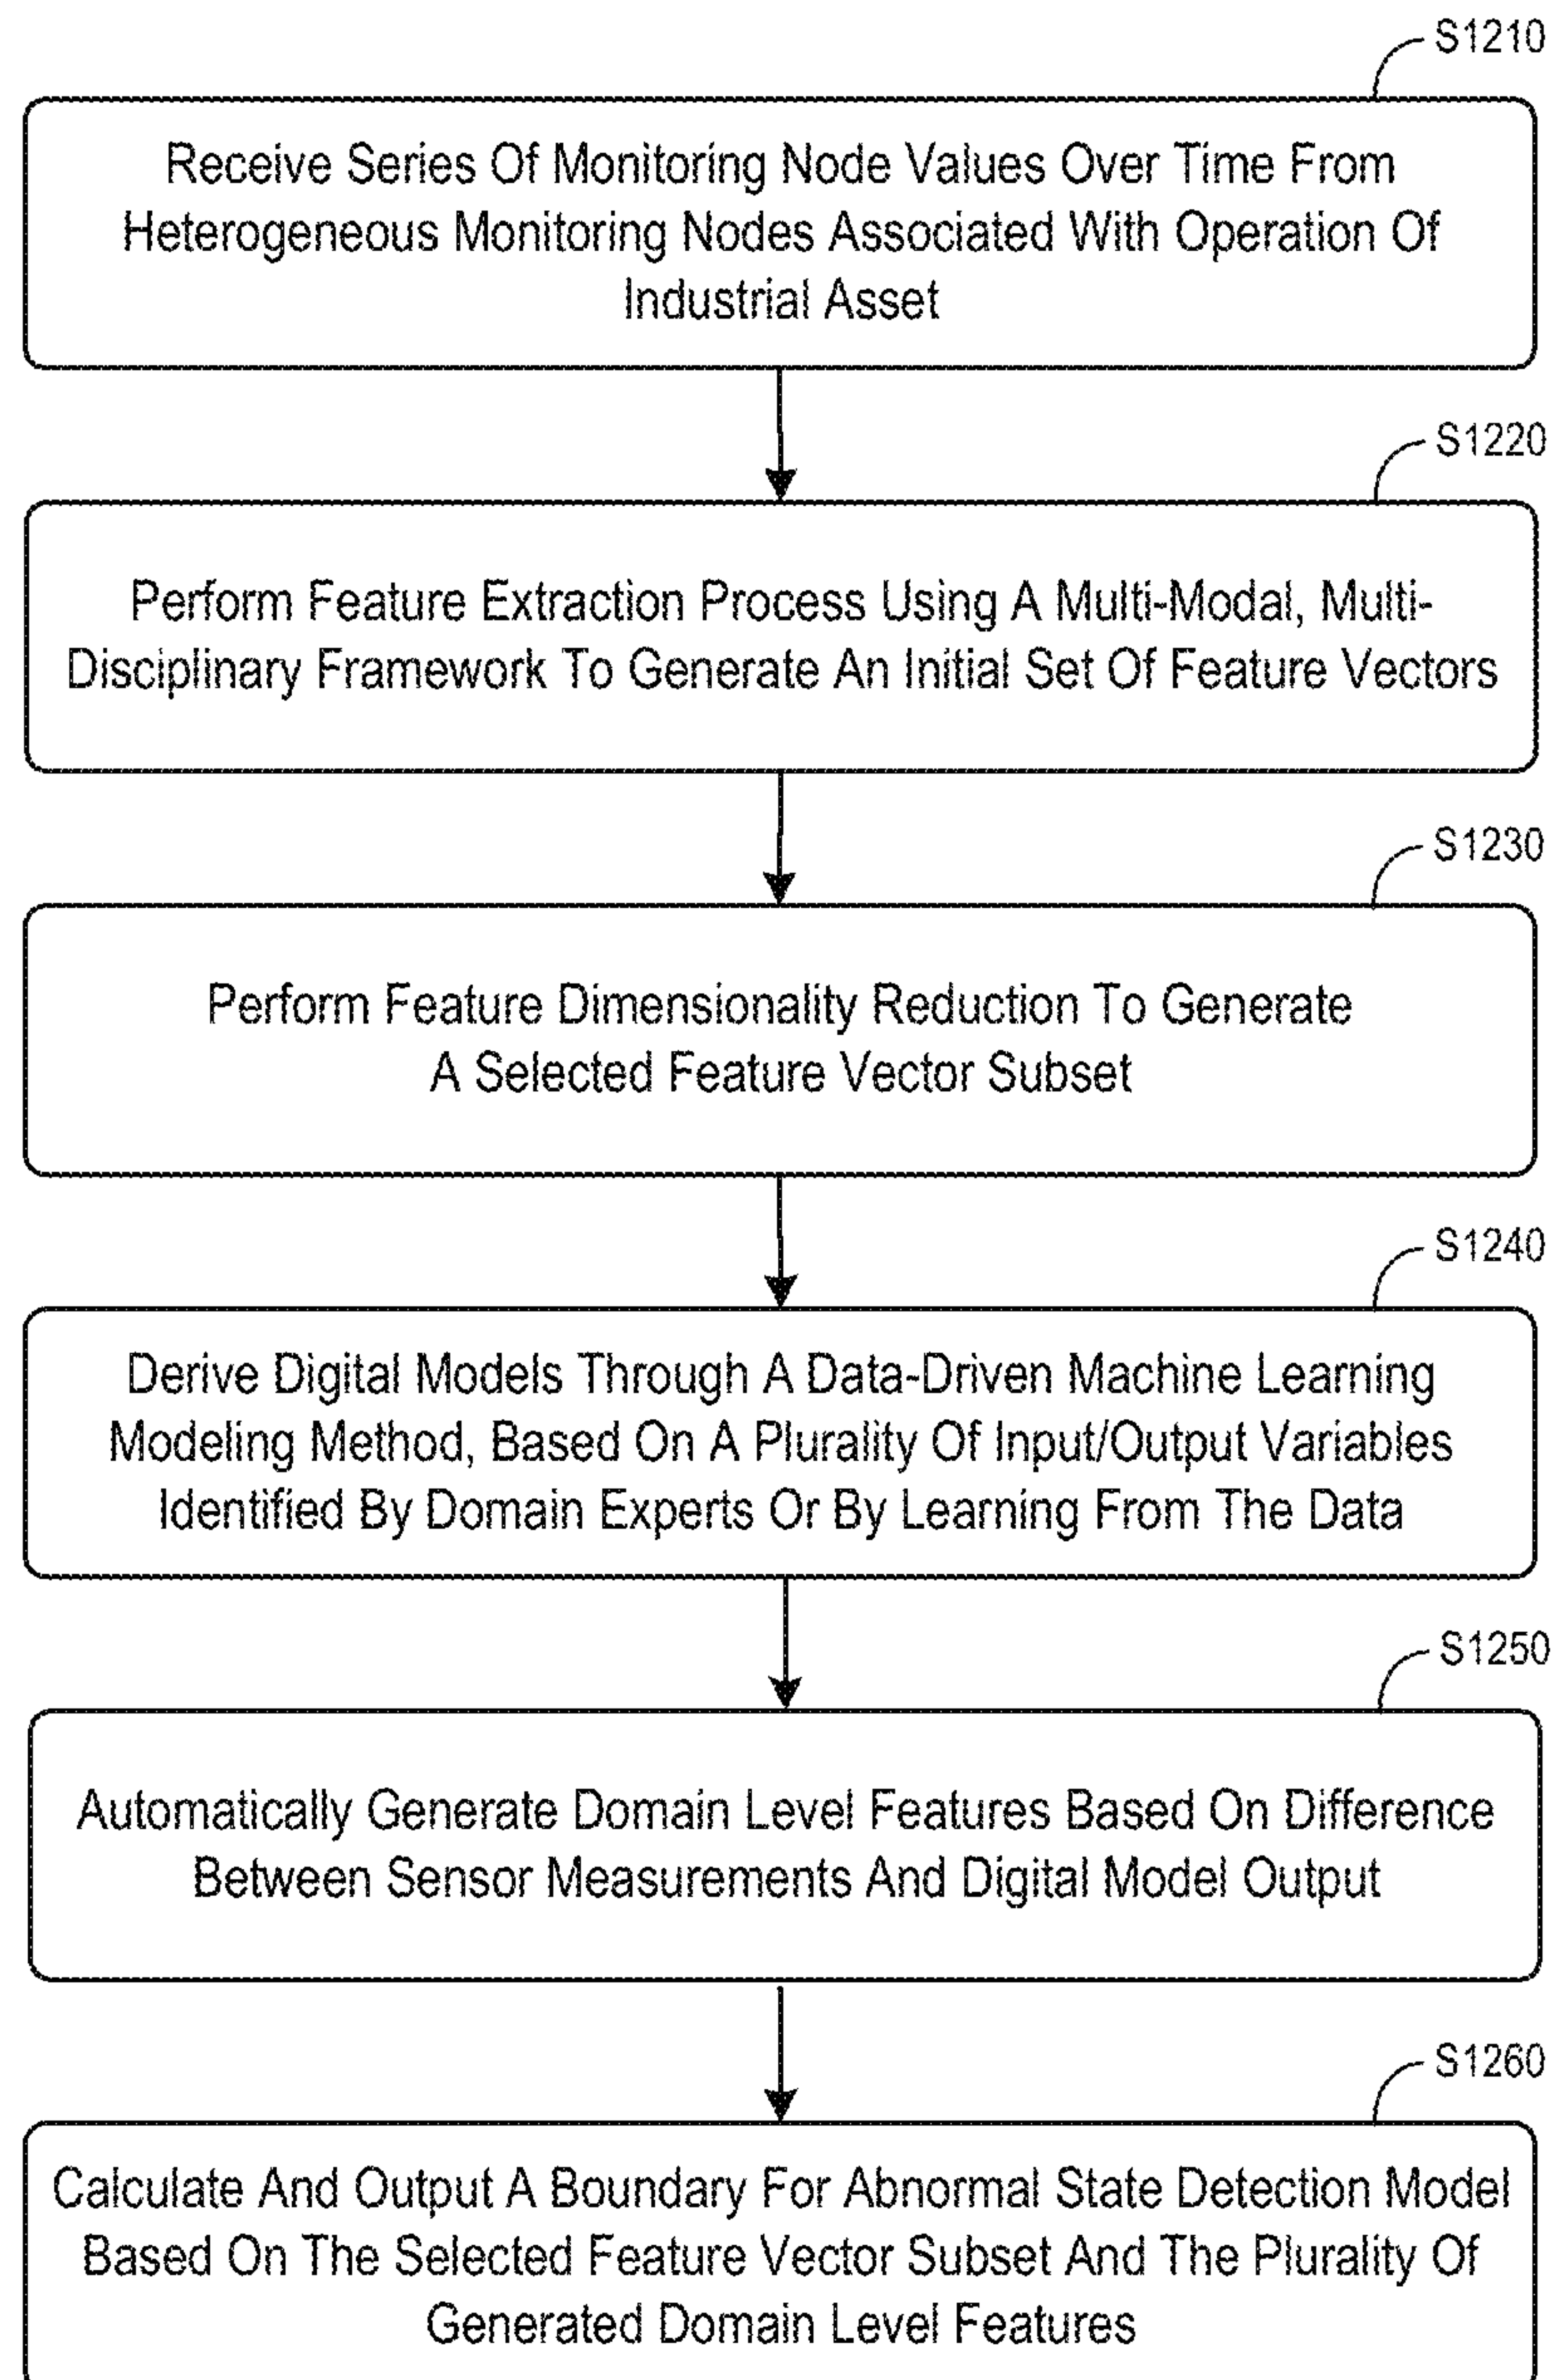 S1210
Receive Series Of Monitoring Node Values Over Time From
Heterogeneous Monitoring Nodes Associated With Operation Of
Industrial Asset
S1220
Perform Feature Extraction Process Using A Multi-Modal, Multi-
Disciplinary Framework To Generate An Initial Set Of Feature Vectors
S1230
Perform Feature Dimensionality Reduction To Generate
A Selected Feature Vector Subset
S1240
Derive Digital Models Through A Data-Driven Machine Learning
Modeling Method, Based On A Plurality Of Input/Output Variables
Identified By Domain Experts Or By Learning From The Data
S1250
Automatically Generate Domain Level Features Based On Difference
Between Sensor Measurements And Digital Model Output
S1260
Calculate And Output A Boundary For Abnormal State Detection Model
Based On The Selected Feature Vector Subset And The Plurality Of
Generated Domain Level Features